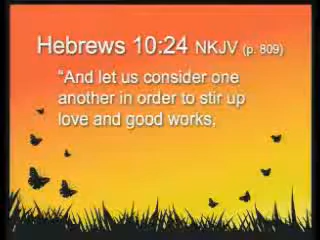 Hebrews 10:24 NKJV (p. 809)
"And let us consider one
another in order to stir up
love and good works,